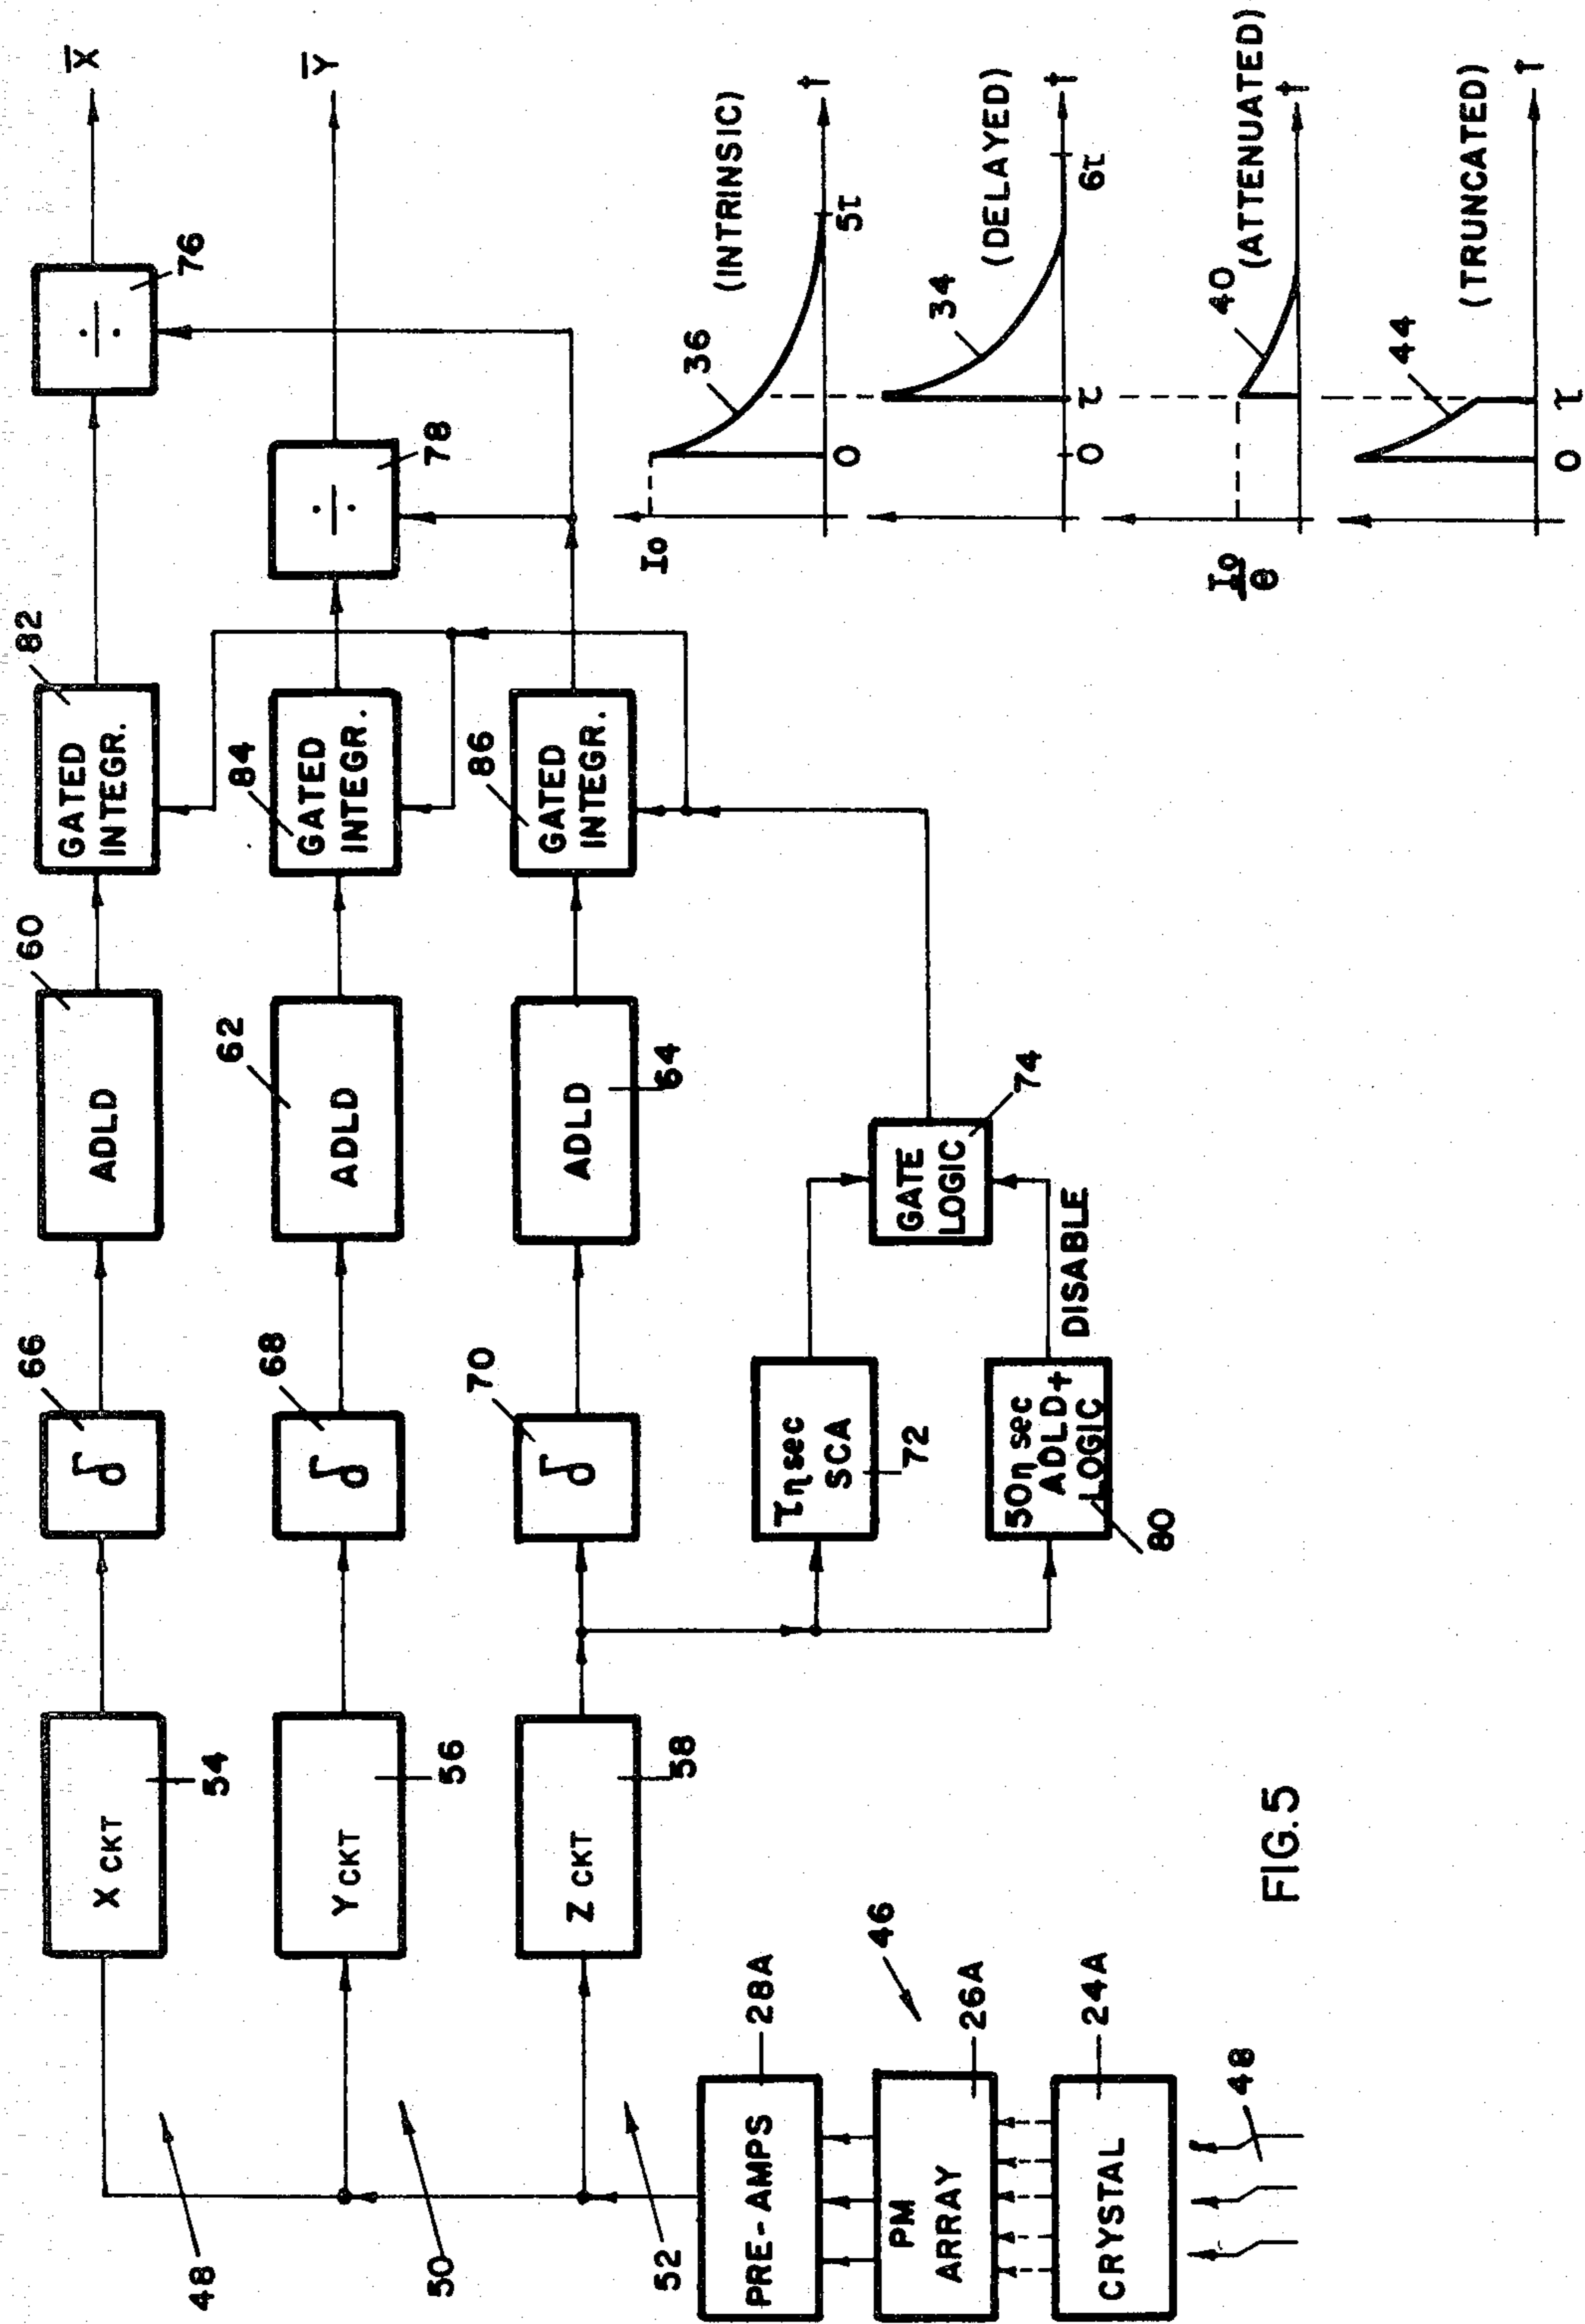 48
50
52
X CKT
54
Y CKT
56
Z CKT
58
PRE-AMPS
28A
46
PM
ARRAY
26A
CRYSTAL
24A
48
66
δ
68
δ
70
δ
τηsec
SCA
72
50ηsec
ADLD+
LOGIC
80
DISABLE
GATE
LOGIC
74
60
ADLD
62
ADLD
64
ADLD
82
GATED
INTEGR.
84
GATED
INTEGR.
86
GATED
INTEGR.
÷
76
÷
78
X̅
Y̅
Io
36
(INTRINSIC)
0
5τ
t
34
(DELAYED)
0
τ
6τ
t
Io
e
40
(ATTENUATED)
t
44
(TRUNCATED)
0
τ
t
FIG.5